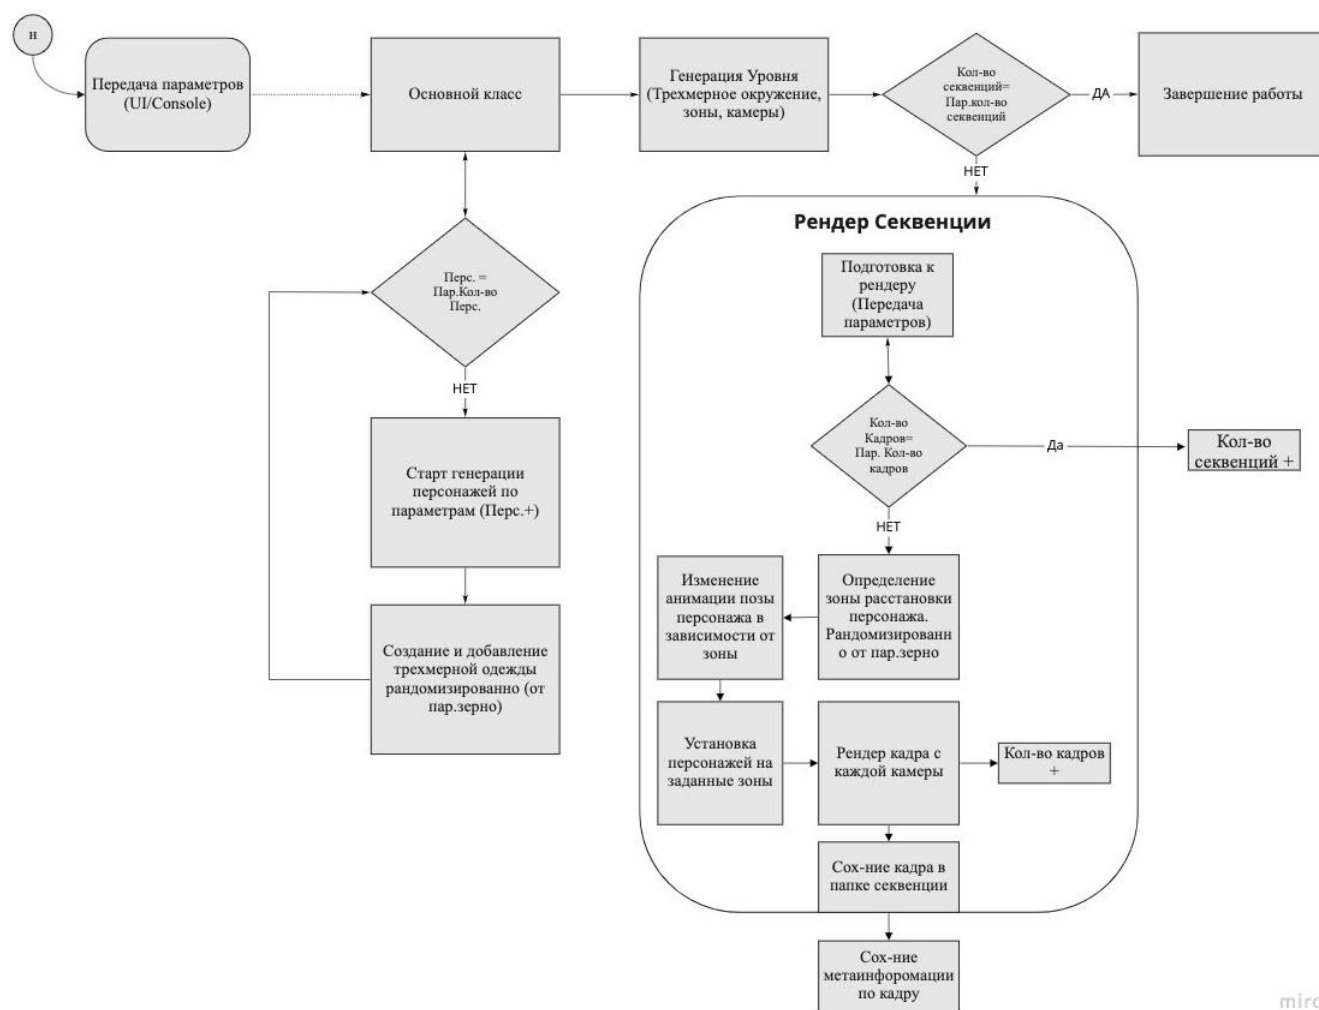 н
Передача параметров
(UI/Console)
Основной класс
Генерация Уровня
(Трехмерное окружение,
зоны, камеры)
Кол-во
секвенций=
Пар.кол-во
секвенций
ДА
Завершение работы
НЕТ
Рендер Секвенции
Подготовка к
рендеру
(Передача
параметров)
Перс. =
Пар.Кол-во
Перс.
НЕТ
Кол-во
Кадров=
Пар. Кол-во
кадров
Да
Кол-во
секвенций +
НЕТ
Старт генерации
персонажей по
параметрам (Перс.+)
Изменение
анимации позы
персонажа в
зависимости от
зоны
Определение
зоны расстановки
персонажа.
Рандомизированн
о от пар.зерно
Создание и добавление
трехмерной одежды
рандомизированно (от
пар.зерно)
Установка
персонажей на
заданные зоны
Рендер кадра с
каждой камеры
Кол-во кадров
+
Сох-ние кадра в
папке секвенции
Сох-ние
метаинфоромации
по кадру